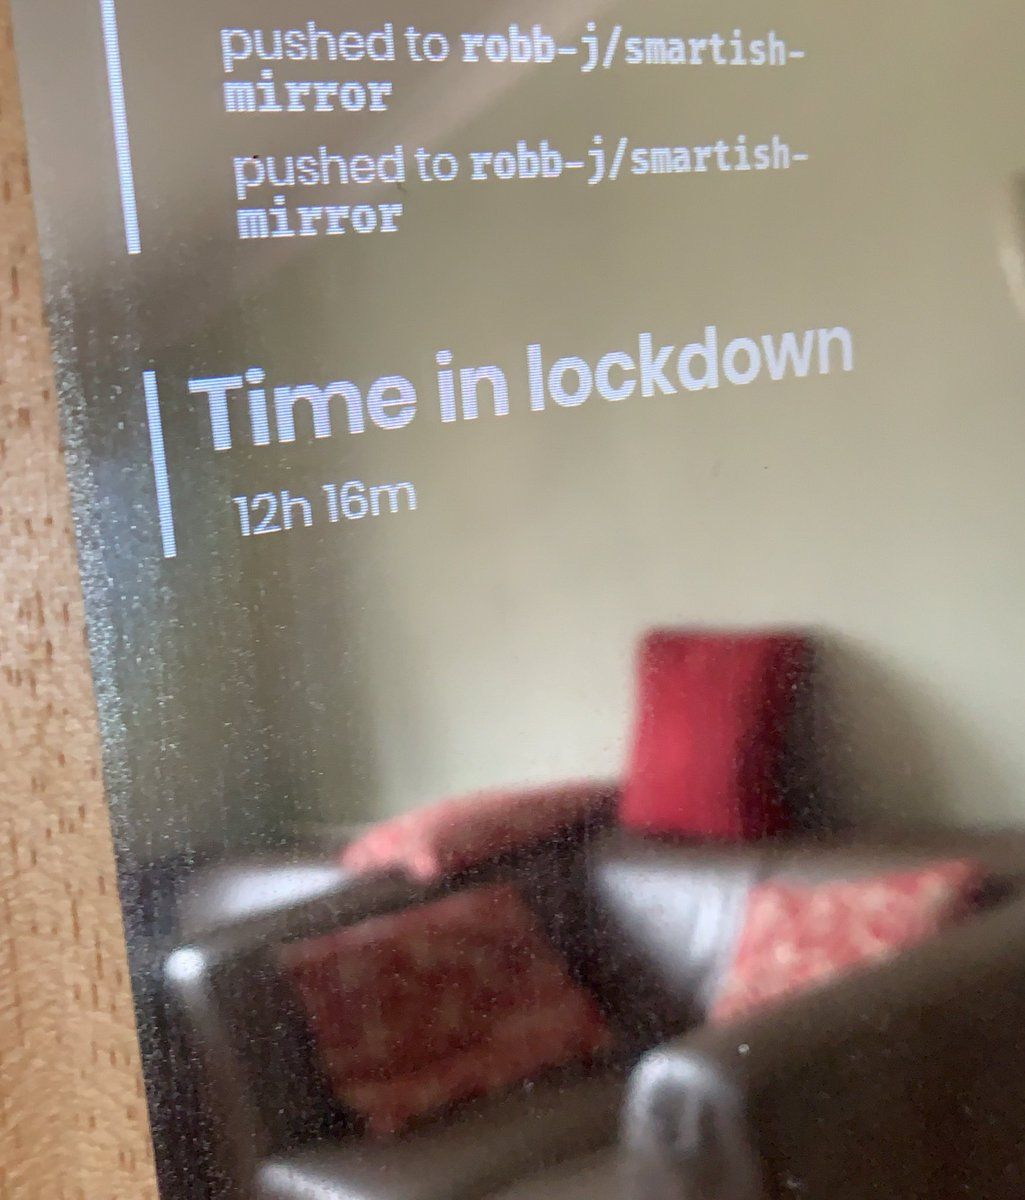 pushed to robb-j/smartish-
mirror
pushed to robb-j/smartish-
mirror
Time in lockdown
12h 16m